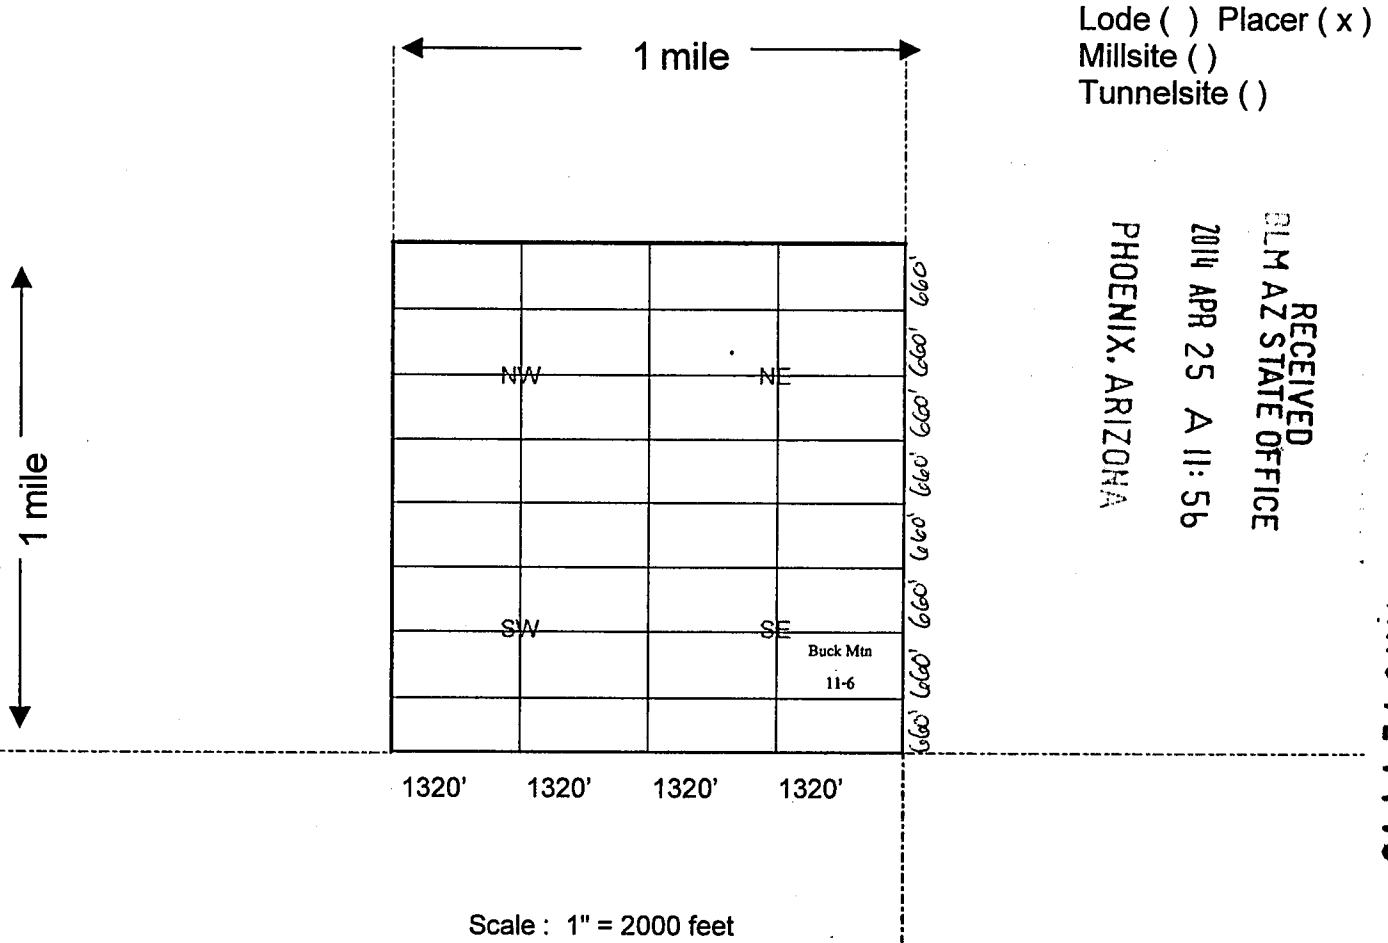 Lode ( ) Placer ( x )
Millsite ( )
Tunnelsite ( )
1 mile
RECEIVED
BLM AZ STATE OFFICE
2014 APR 25 A 11: 56
PHOENIX, ARIZONA
1 mile
NW
NE
SW
SE
Buck Mtn
11-6
660'
660'
660'
660'
660'
660'
660'
660'
1320' 1320' 1320' 1320'
Scale : 1" = 2000 feet